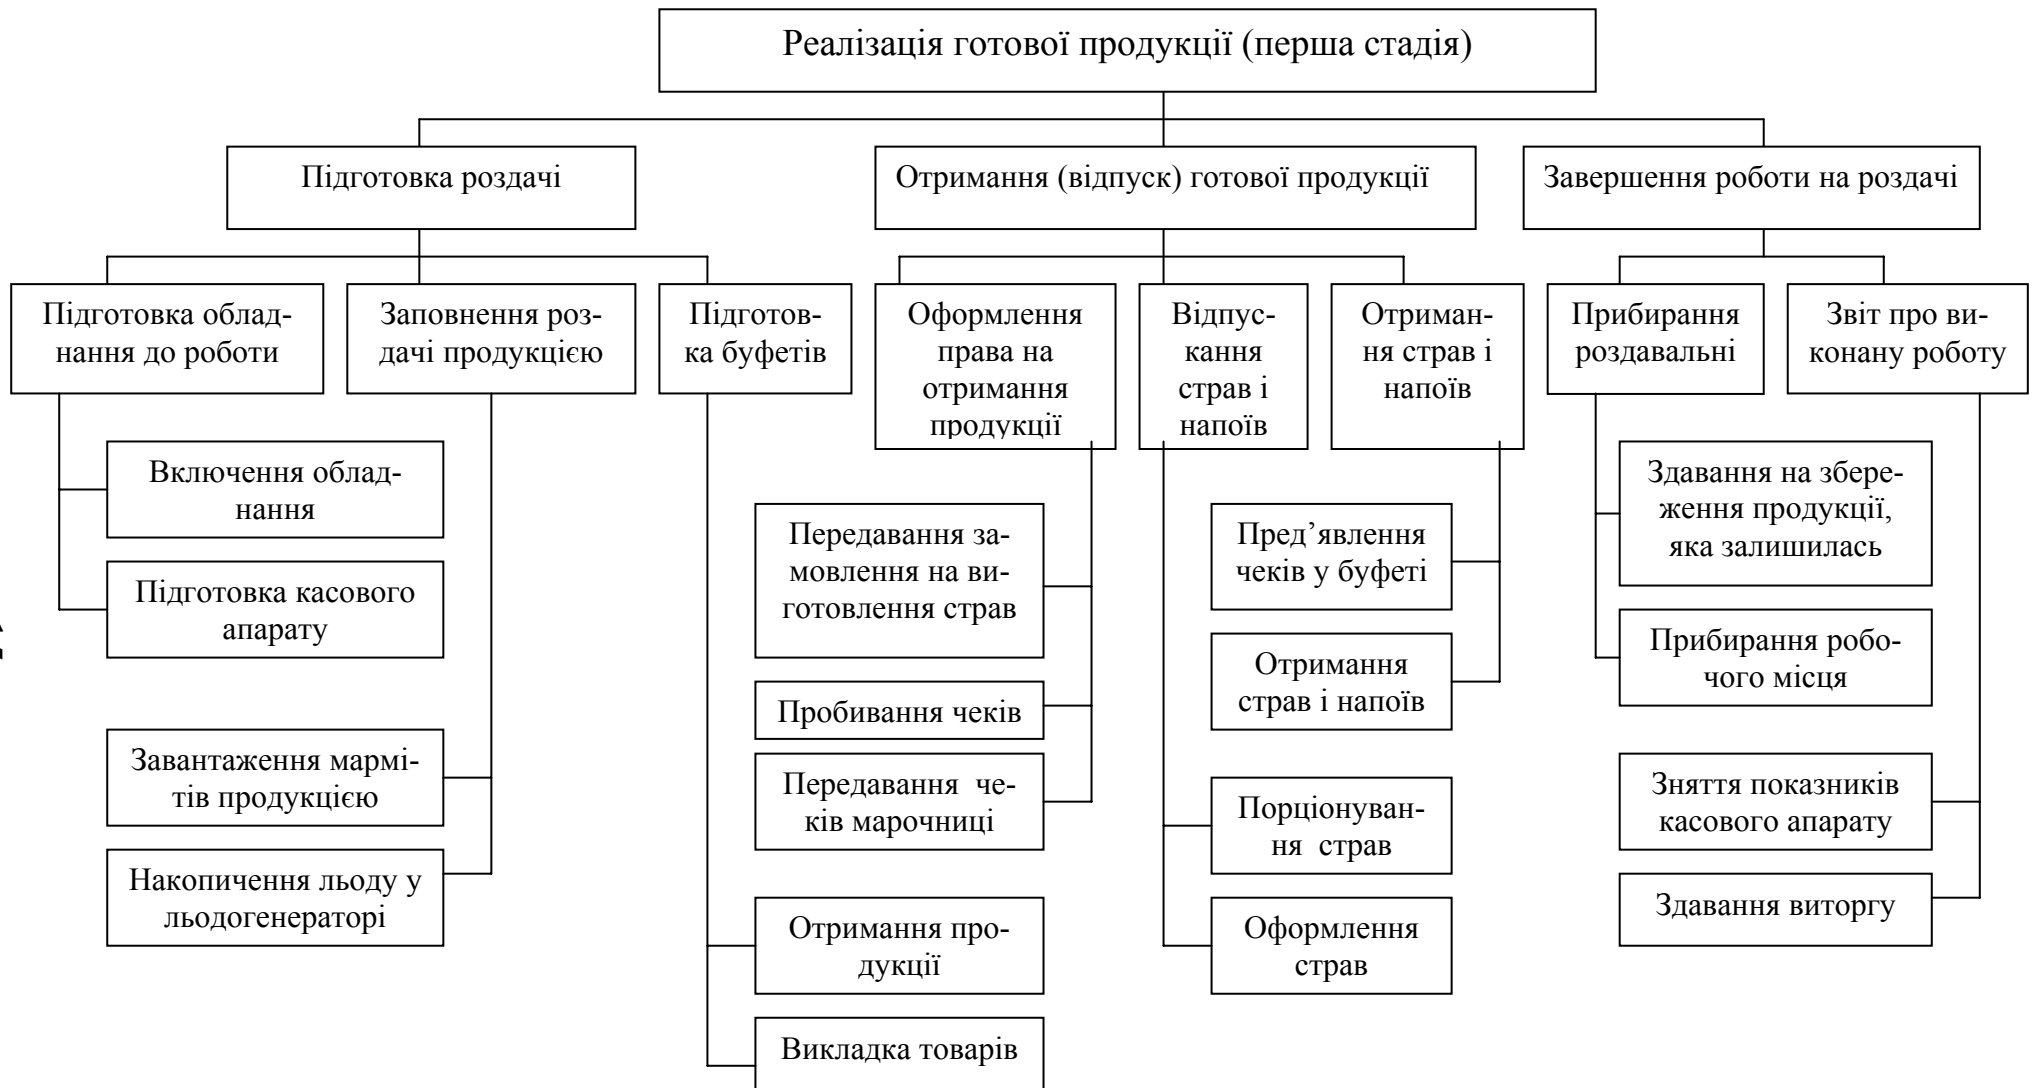 Реалізація готової продукції (перша стадія)
Підготовка роздачі
Отримання (відпуск) готової продукції
Завершення роботи на роздачі
Підготовка облад-
нання до роботи
Заповнення роз-
дачі продукцією
Підготов-
ка буфетів
Оформлення
права на
отримання
продукції
Відпус-
кання
страв і
напоїв
Отриман-
ня страв і
напоїв
Прибирання
роздавальні
Звіт про ви-
конану роботу
Включення облад-
нання
Підготовка касового
апарату
Завантаження мармі-
тів продукцією
Накопичення льоду у
льодогенераторі
Передавання за-
мовлення на ви-
готовлення страв
Пробивання чеків
Передавання  че-
ків марочниці
Отримання про-
дукції
Викладка товарів
Пред’явлення
чеків у буфеті
Отримання
страв і напоїв
Порціонуван-
ня  страв
Оформлення
страв
Здавання на збере-
ження продукції,
яка залишилась
Прибирання робо-
чого місця
Зняття показників
касового апарату
Здавання виторгу